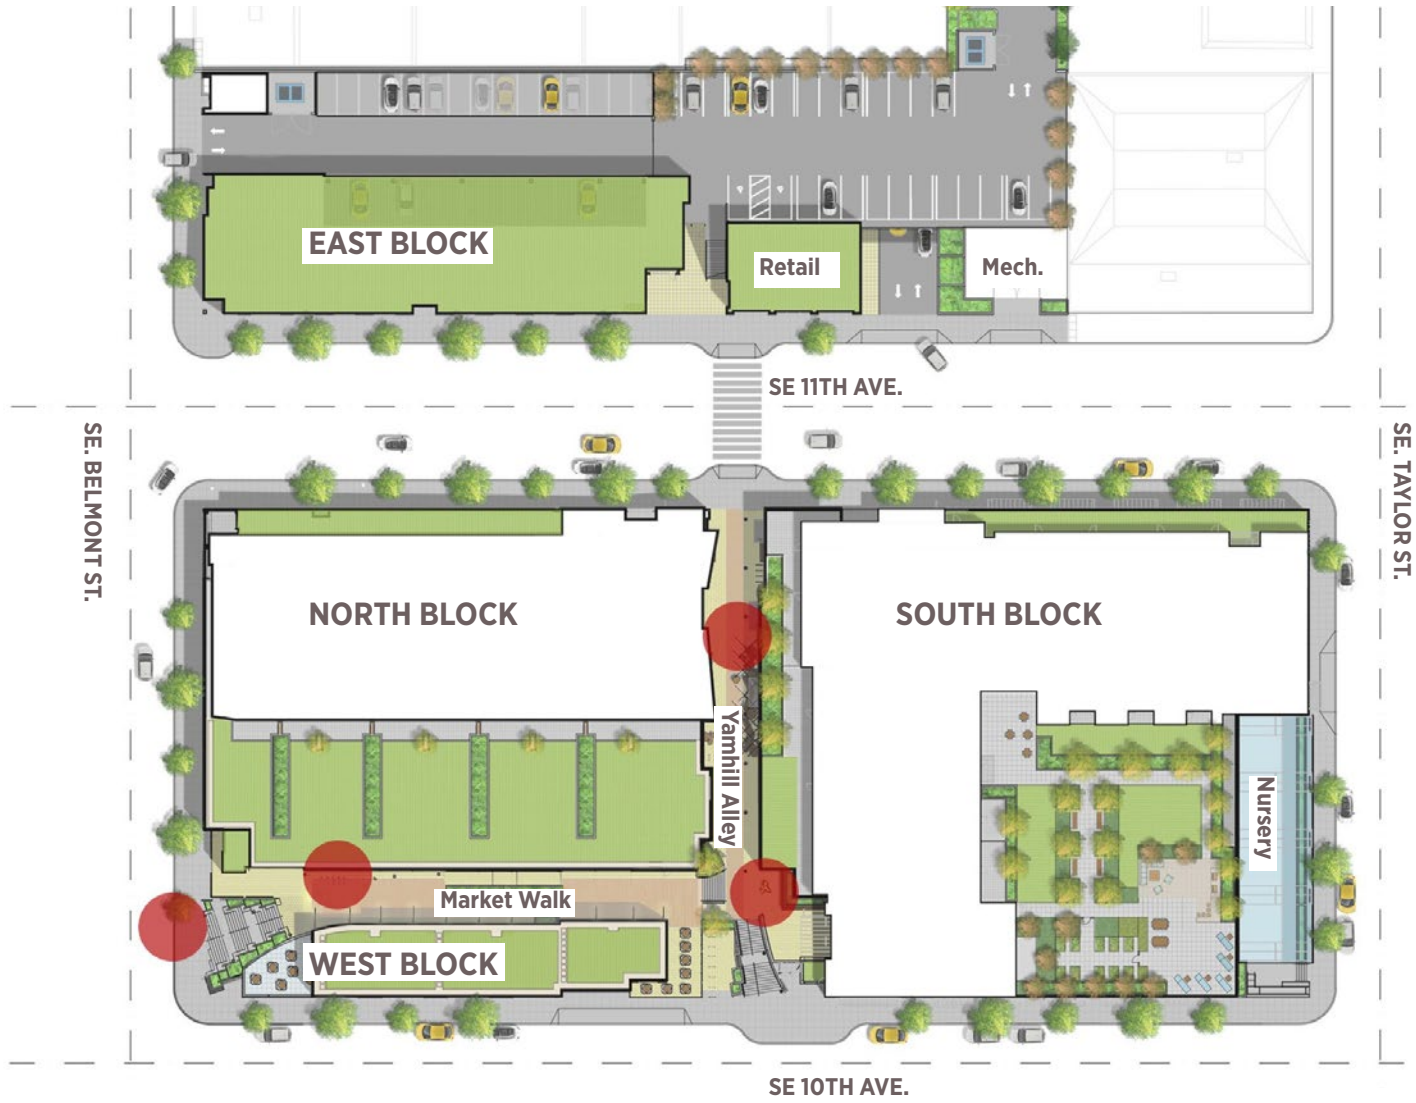 EAST BLOCK
Retail
Mech.
SE 11TH AVE.
SE. BELMONT ST.
SE. TAYLOR ST.
NORTH BLOCK
SOUTH BLOCK
Yamhill Alley
Nursery
Market Walk
WEST BLOCK
SE 10TH AVE.